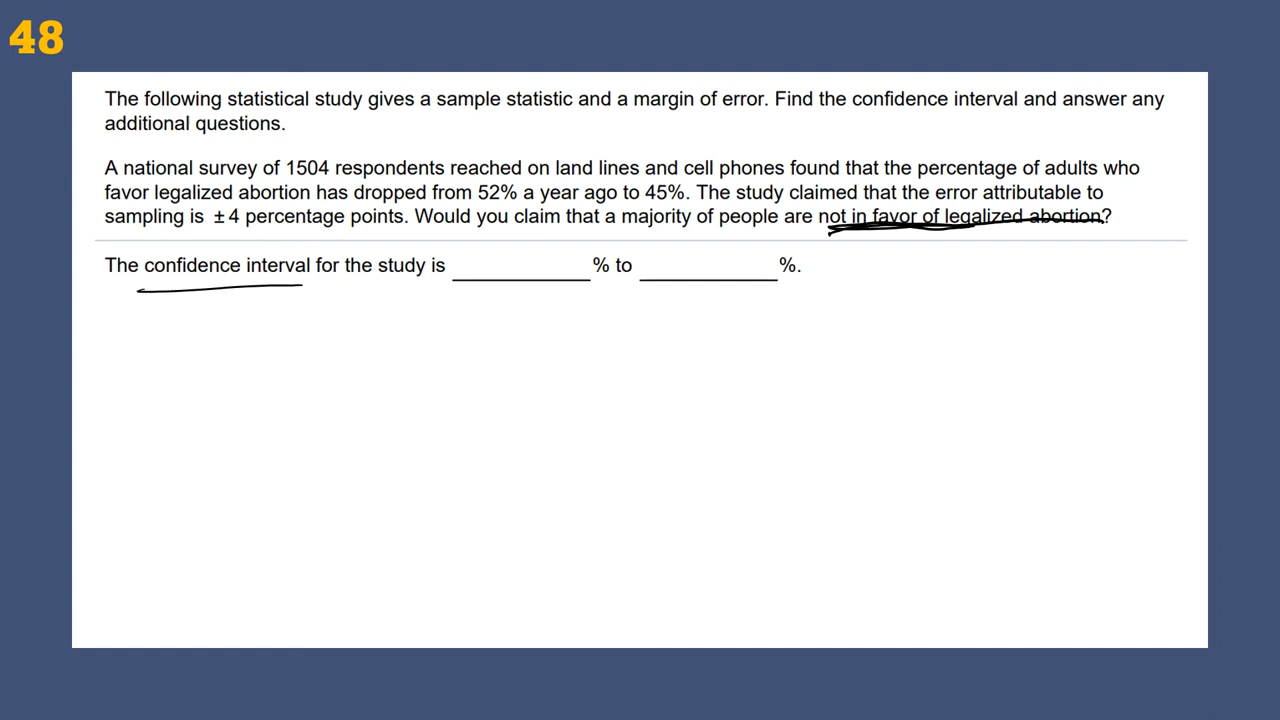 48
The following statistical study gives a sample statistic and a margin of error. Find the confidence interval and answer any
additional questions.
A national survey of 1504 respondents reached on land lines and cell phones found that the percentage of adults who
favor legalized abortion has dropped from 52% a year ago to 45%. The study claimed that the error attributable to
sampling is ±4 percentage points. Would you claim that a majority of people are not in favor of legalized abortion?
The confidence interval for the study is ____________% to ____________%.